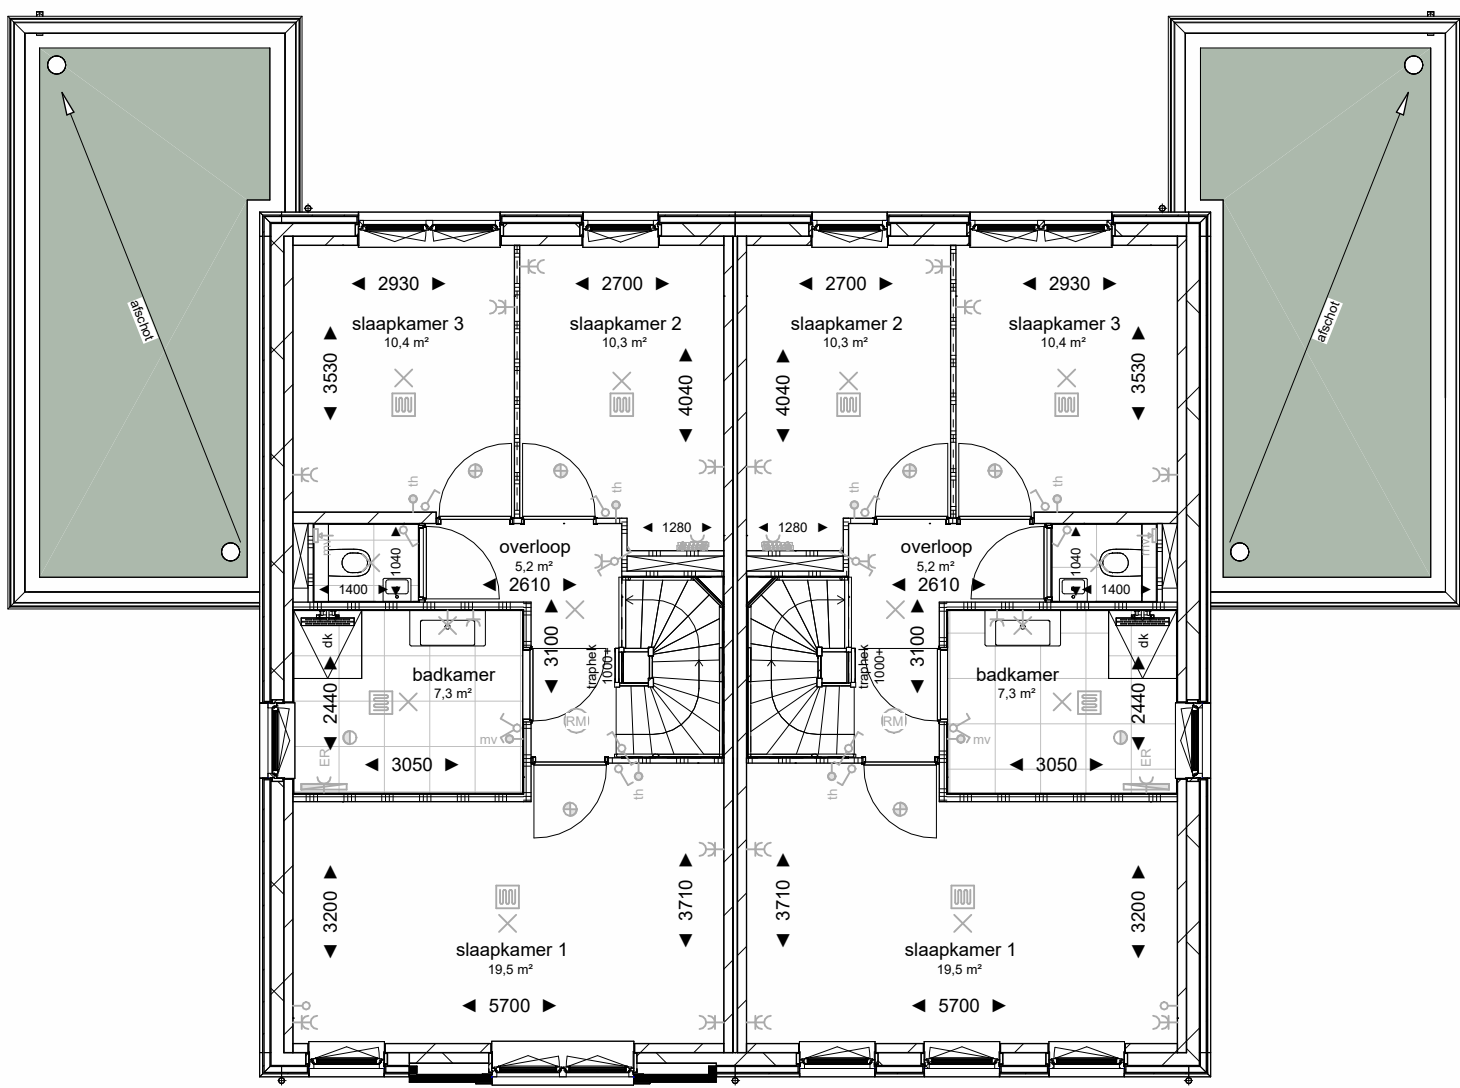 2930
2700
2700
2930
slaapkamer 3
10,4 m²
slaapkamer 2
10,3 m²
slaapkamer 2
10,3 m²
slaapkamer 3
10,4 m²
afschot
afschot
3530
4040
4040
3530
th
th
th
th
1280
1280
mv
1040
1400
overloop
5,2 m²
2610
overloop
5,2 m²
2610
1040
1400
mv
dk
3100
traphek
1000+
traphek
1000+
3100
dk
badkamer
7,3 m²
badkamer
7,3 m²
2440
2440
RM
RM
mv
mv
ER
3050
3050
ER
th
th
3200
3710
3710
3200
slaapkamer 1
19,5 m²
slaapkamer 1
19,5 m²
5700
5700